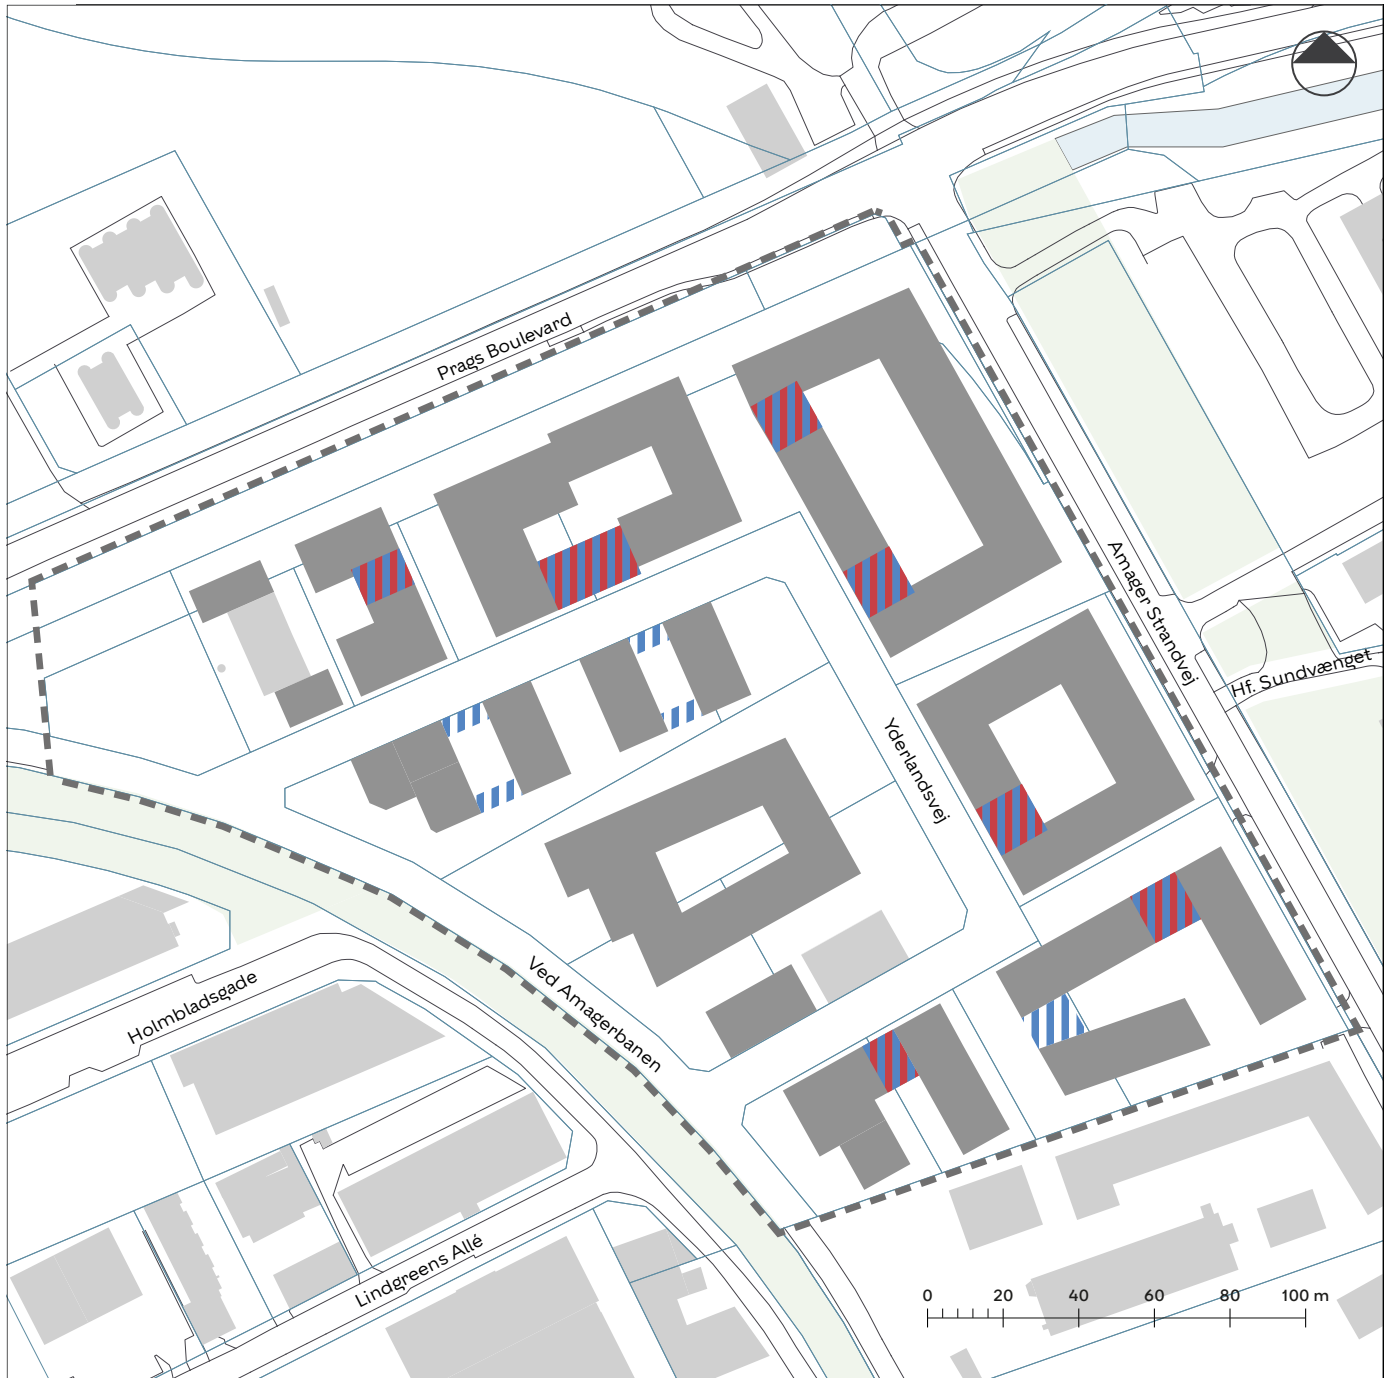 Prags Boulevard
Amager Strandvej
Hf. Sundvænget
Yderlandsvej
Ved Amagerbanen
Holmbladsgade
Lindgreens Allé
0 20 40 60 80 100 m